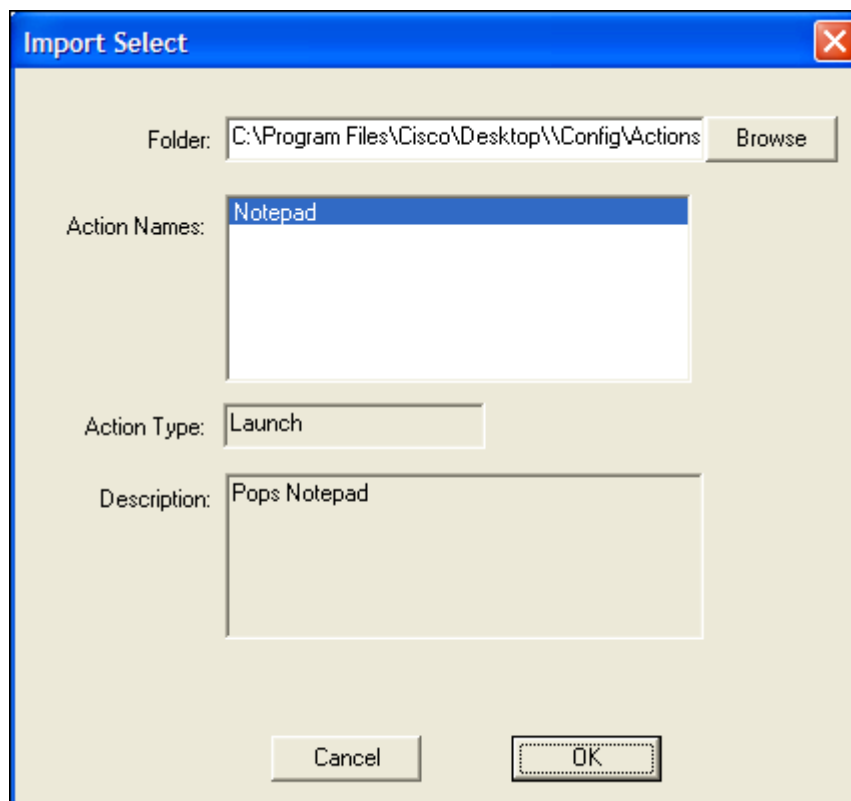 Import Select
Folder: C:\Program Files\Cisco\Desktop\\Config\Actions Browse
Action Names: Notepad
Action Type: Launch
Description: Pops Notepad
Cancel OK